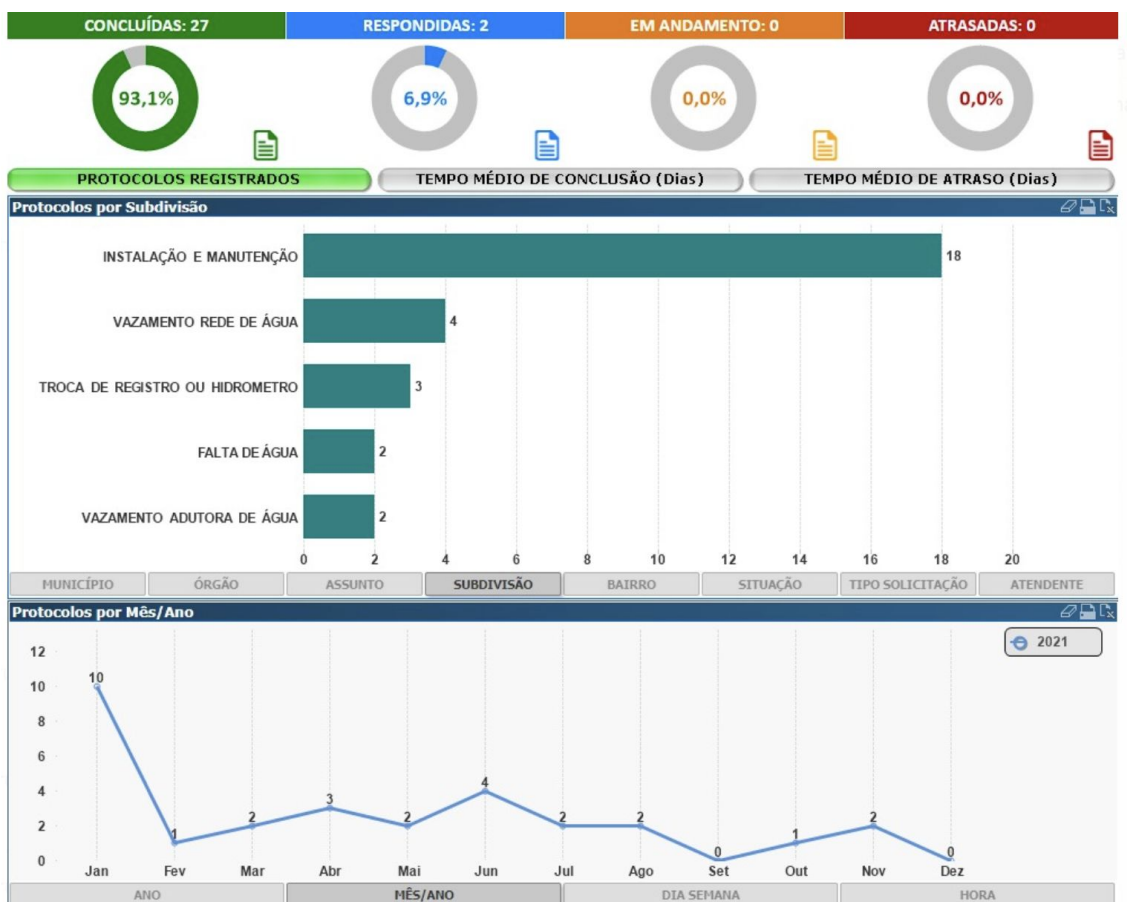 CONCLUÍDAS: 27 RESPONDIDAS: 2 EM ANDAMENTO: 0 ATRASADAS: 0
93,1% 6,9% 0,0% 0,0%
PROTOCOLOS REGISTRADOS TEMPO MÉDIO DE CONCLUSÃO (Dias) TEMPO MÉDIO DE ATRASO (Dias)
Protocolos por Subdivisão
INSTALAÇÃO E MANUTENÇÃO 18
VAZAMENTO REDE DE ÁGUA 4
TROCA DE REGISTRO OU HIDROMETRO 3
FALTA DE ÁGUA 2
VAZAMENTO ADUTORA DE ÁGUA 2
0 2 4 6 8 10 12 14 16 18 20
MUNICÍPIO ÓRGÃO ASSUNTO SUBDIVISÃO BAIRRO SITUAÇÃO TIPO SOLICITAÇÃO ATENDENTE
Protocolos por Mês/Ano
2021
12
10
8
6
4
2
0
10 1 2 3 2 4 2 2 0 1 2 0
Jan Fev Mar Abr Mai Jun Jul Ago Set Out Nov Dez
ANO MÊS/ANO DIA SEMANA HORA